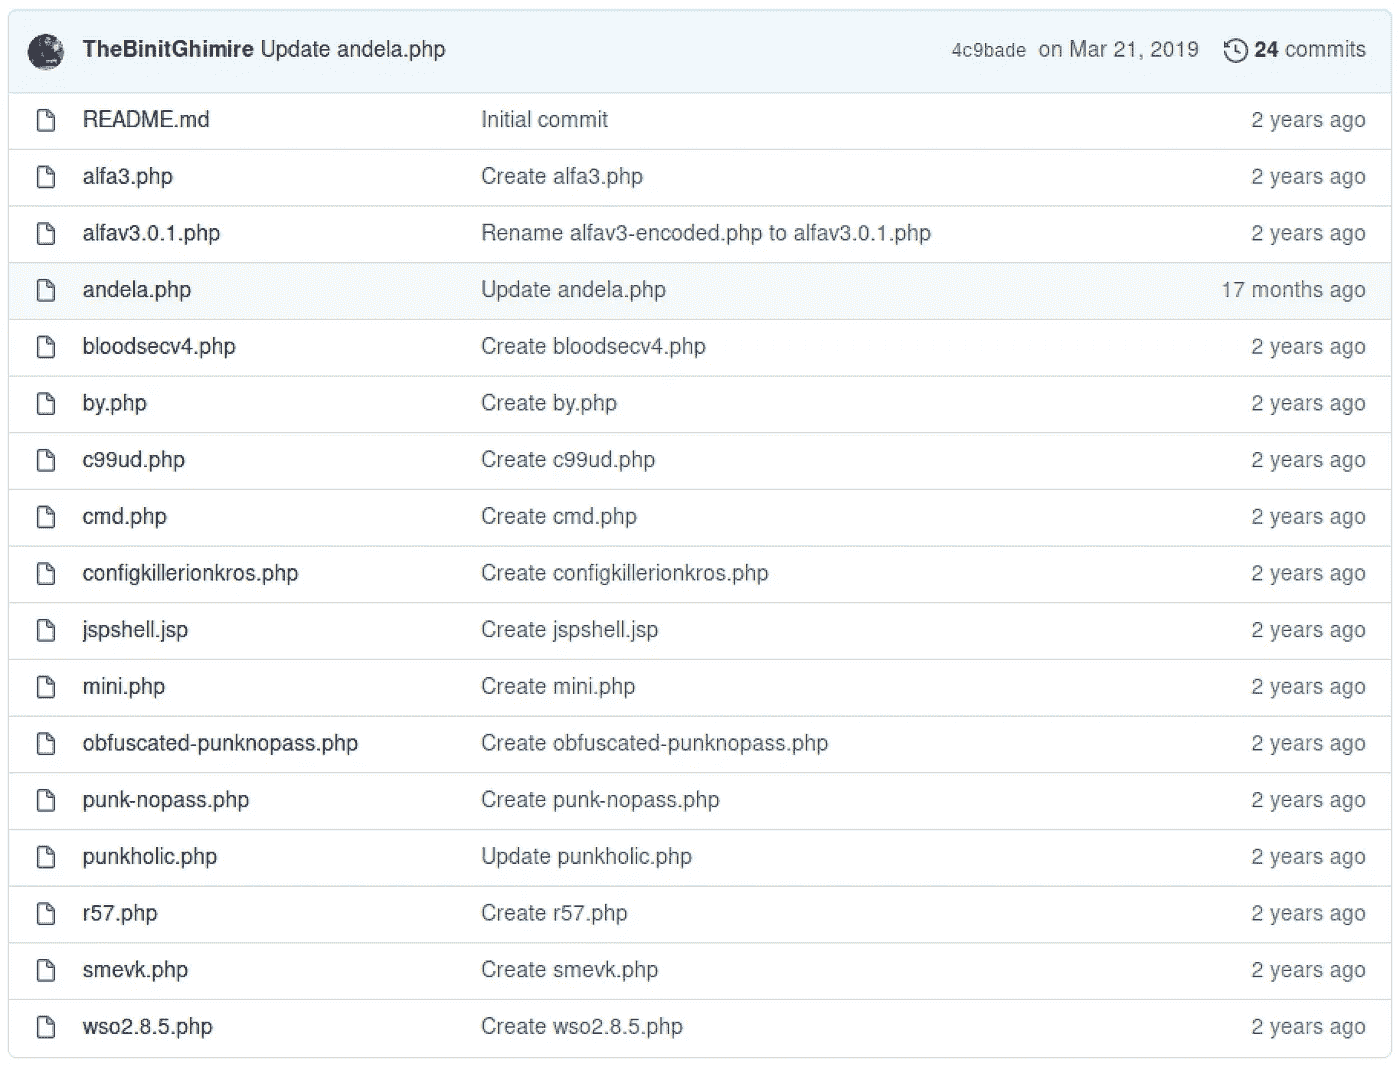 TheBinitGhimire Update andela.php 4c9bade on Mar 21, 2019 24 commits
README.md Initial commit 2 years ago
alfa3.php Create alfa3.php 2 years ago
alfav3.0.1.php Rename alfav3-encoded.php to alfav3.0.1.php 2 years ago
andela.php Update andela.php 17 months ago
bloodsecv4.php Create bloodsecv4.php 2 years ago
by.php Create by.php 2 years ago
c99ud.php Create c99ud.php 2 years ago
cmd.php Create cmd.php 2 years ago
configkillerionkros.php Create configkillerionkros.php 2 years ago
jspshell.jsp Create jspshell.jsp 2 years ago
mini.php Create mini.php 2 years ago
obfuscated-punknopass.php Create obfuscated-punknopass.php 2 years ago
punk-nopass.php Create punk-nopass.php 2 years ago
punkholic.php Update punkholic.php 2 years ago
r57.php Create r57.php 2 years ago
smevk.php Create smevk.php 2 years ago
wso2.8.5.php Create wso2.8.5.php 2 years ago